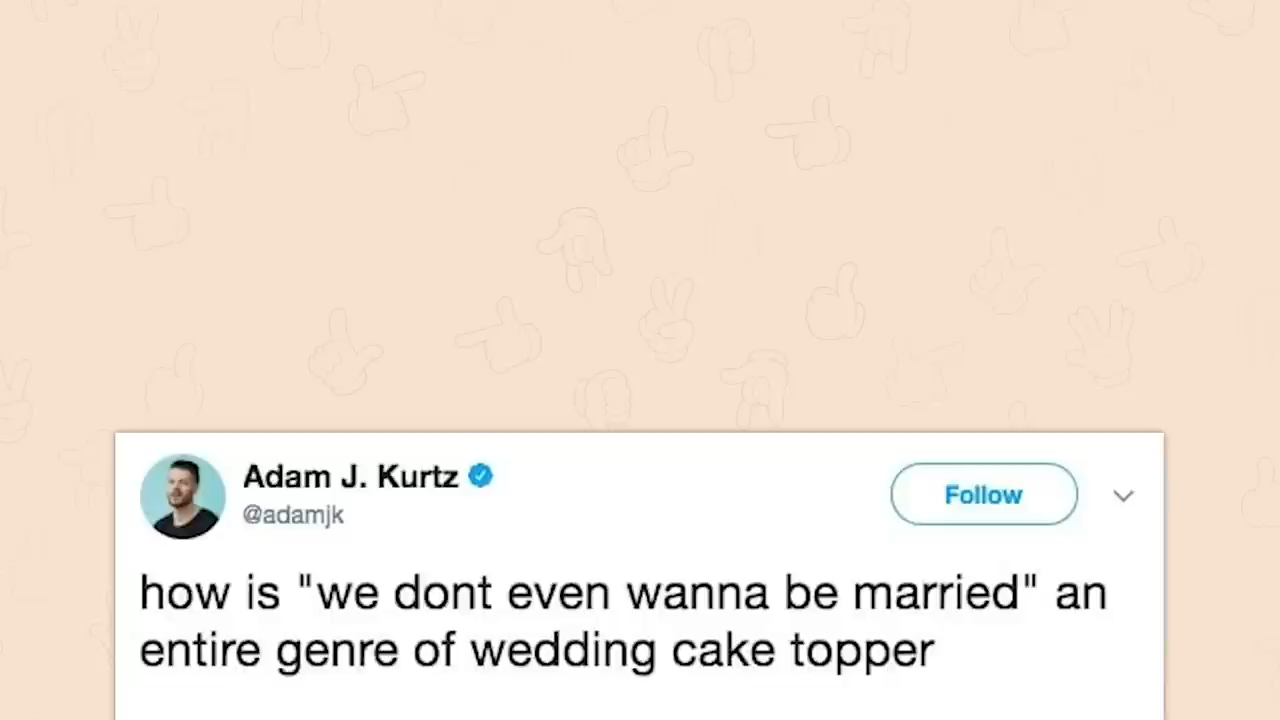 Adam J. Kurtz
@adamjk
Follow
how is "we dont even wanna be married" an
entire genre of wedding cake topper